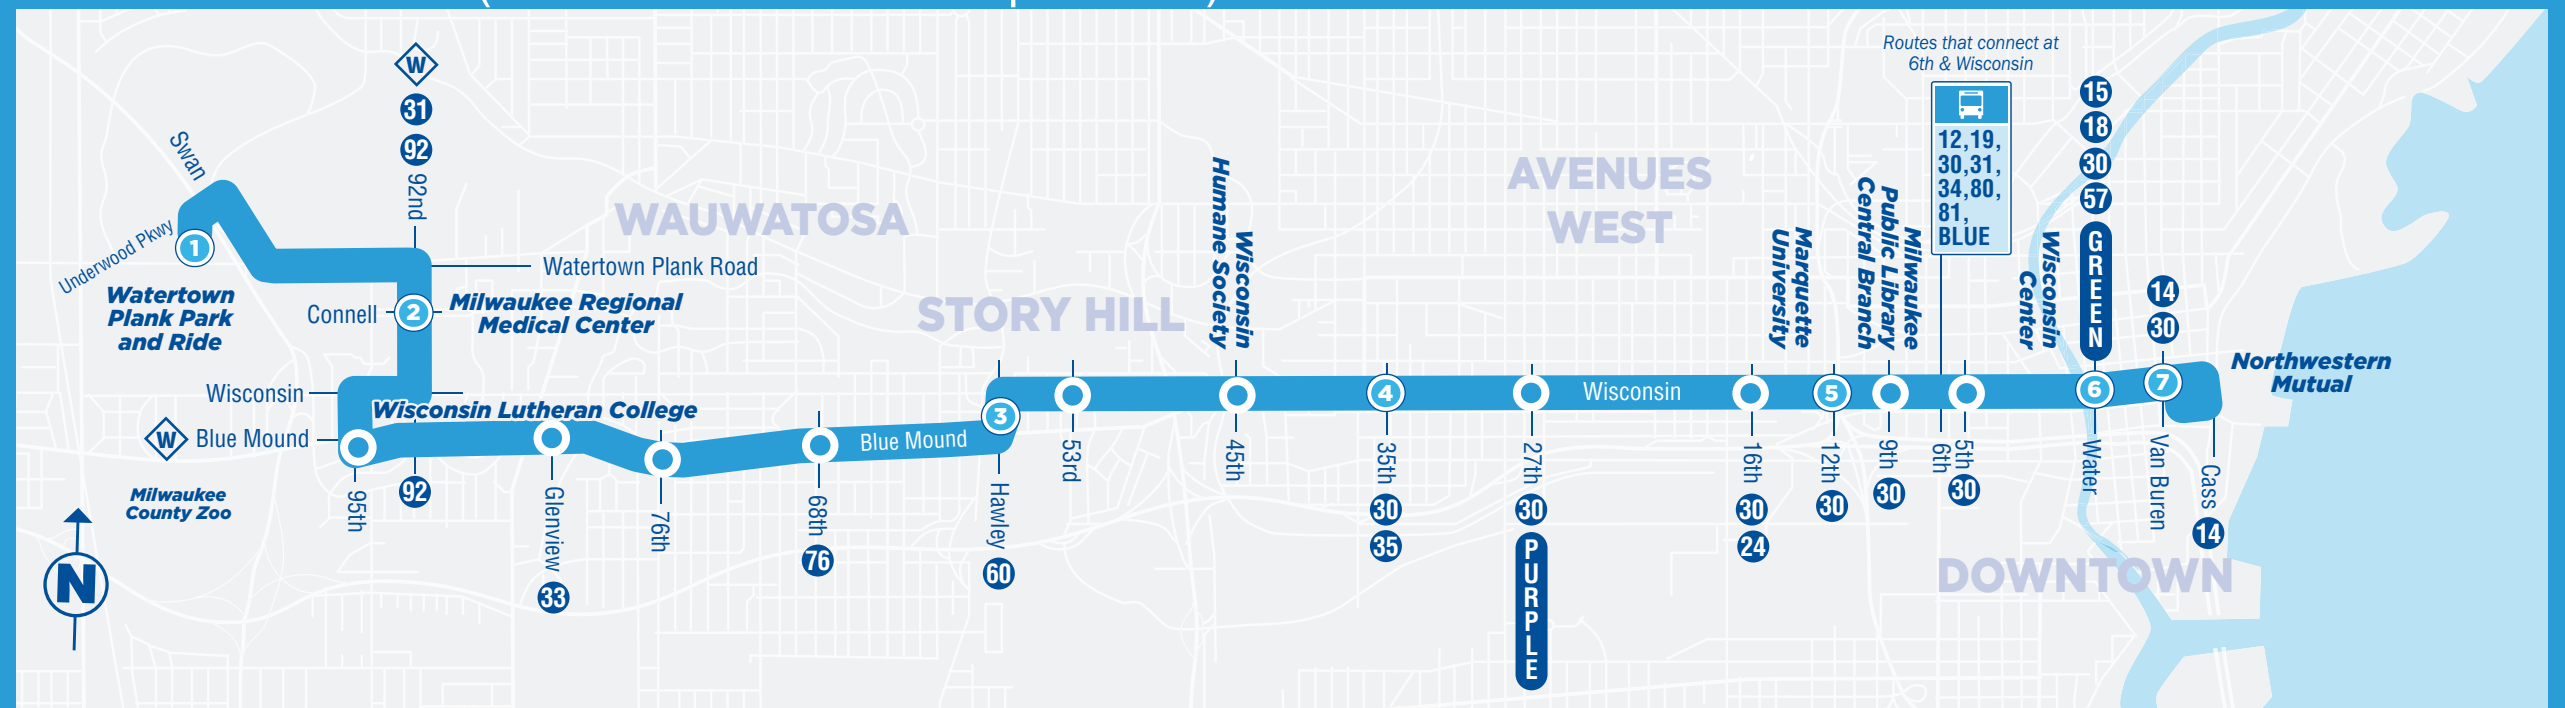 Routes that connect at
6th & Wisconsin
12,19,
30,31,
34,80,
81,
BLUE
W
31
92
92nd
Swan
Underwood Pkwy
1
Watertown
Plank Park
and Ride
Watertown Plank Road
Connell
2
Milwaukee Regional
Medical Center
Wisconsin
W
Blue Mound
Wisconsin Lutheran College
Milwaukee
County Zoo
N
95th
92
Glenview
33
76th
68th
76
Blue Mound
WAUWATOSA
STORY HILL
3
Hawley
60
53rd
Wisconsin
Humane Society
45th
4
35th
30
35
AVENUES
WEST
27th
30
PURPLE
Wisconsin
16th
30
24
Marquette
University
5
12th
30
Milwaukee
Public Library
Central Branch
9th
30
6th
5th
30
Wisconsin
Center
15
18
30
57
GREEN
6
Water
14
30
7
Van Buren
Cass
14
Northwestern
Mutual
DOWNTOWN